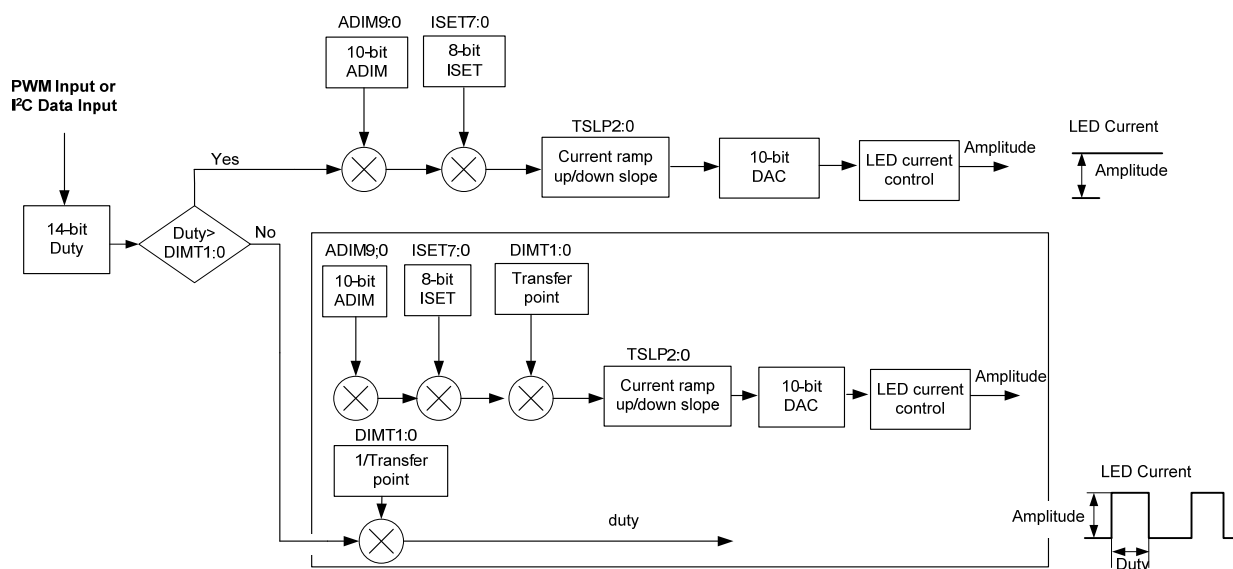 ADIM9:0
ISET7:0
10-bit
ADIM
8-bit
ISET
PWM Input or
I²C Data Input
TSLP2:0
Current ramp
up/down slope
10-bit
DAC
LED current
control
Amplitude
LED Current
Amplitude
Yes
14-bit
Duty
Duty>
DIMT1:0
No
ADIM9;0
ISET7:0
DIMT1:0
10-bit
ADIM
8-bit
ISET
Transfer
point
TSLP2:0
Current ramp
up/down slope
10-bit
DAC
LED current
control
Amplitude
DIMT1:0
1/Transfer
point
duty
LED Current
Amplitude
Duty